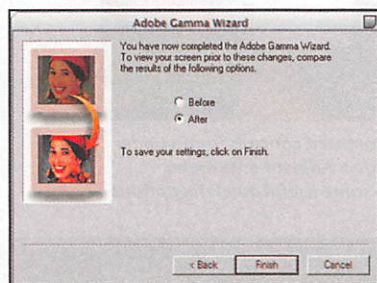 Adobe Gamma Wizard
You have now completed the Adobe Gamma Wizard.
To view your screen prior to these changes, compare
the results of the following options.
Before
After
To save your settings, click on Finish.
< Back
Finish
Cancel